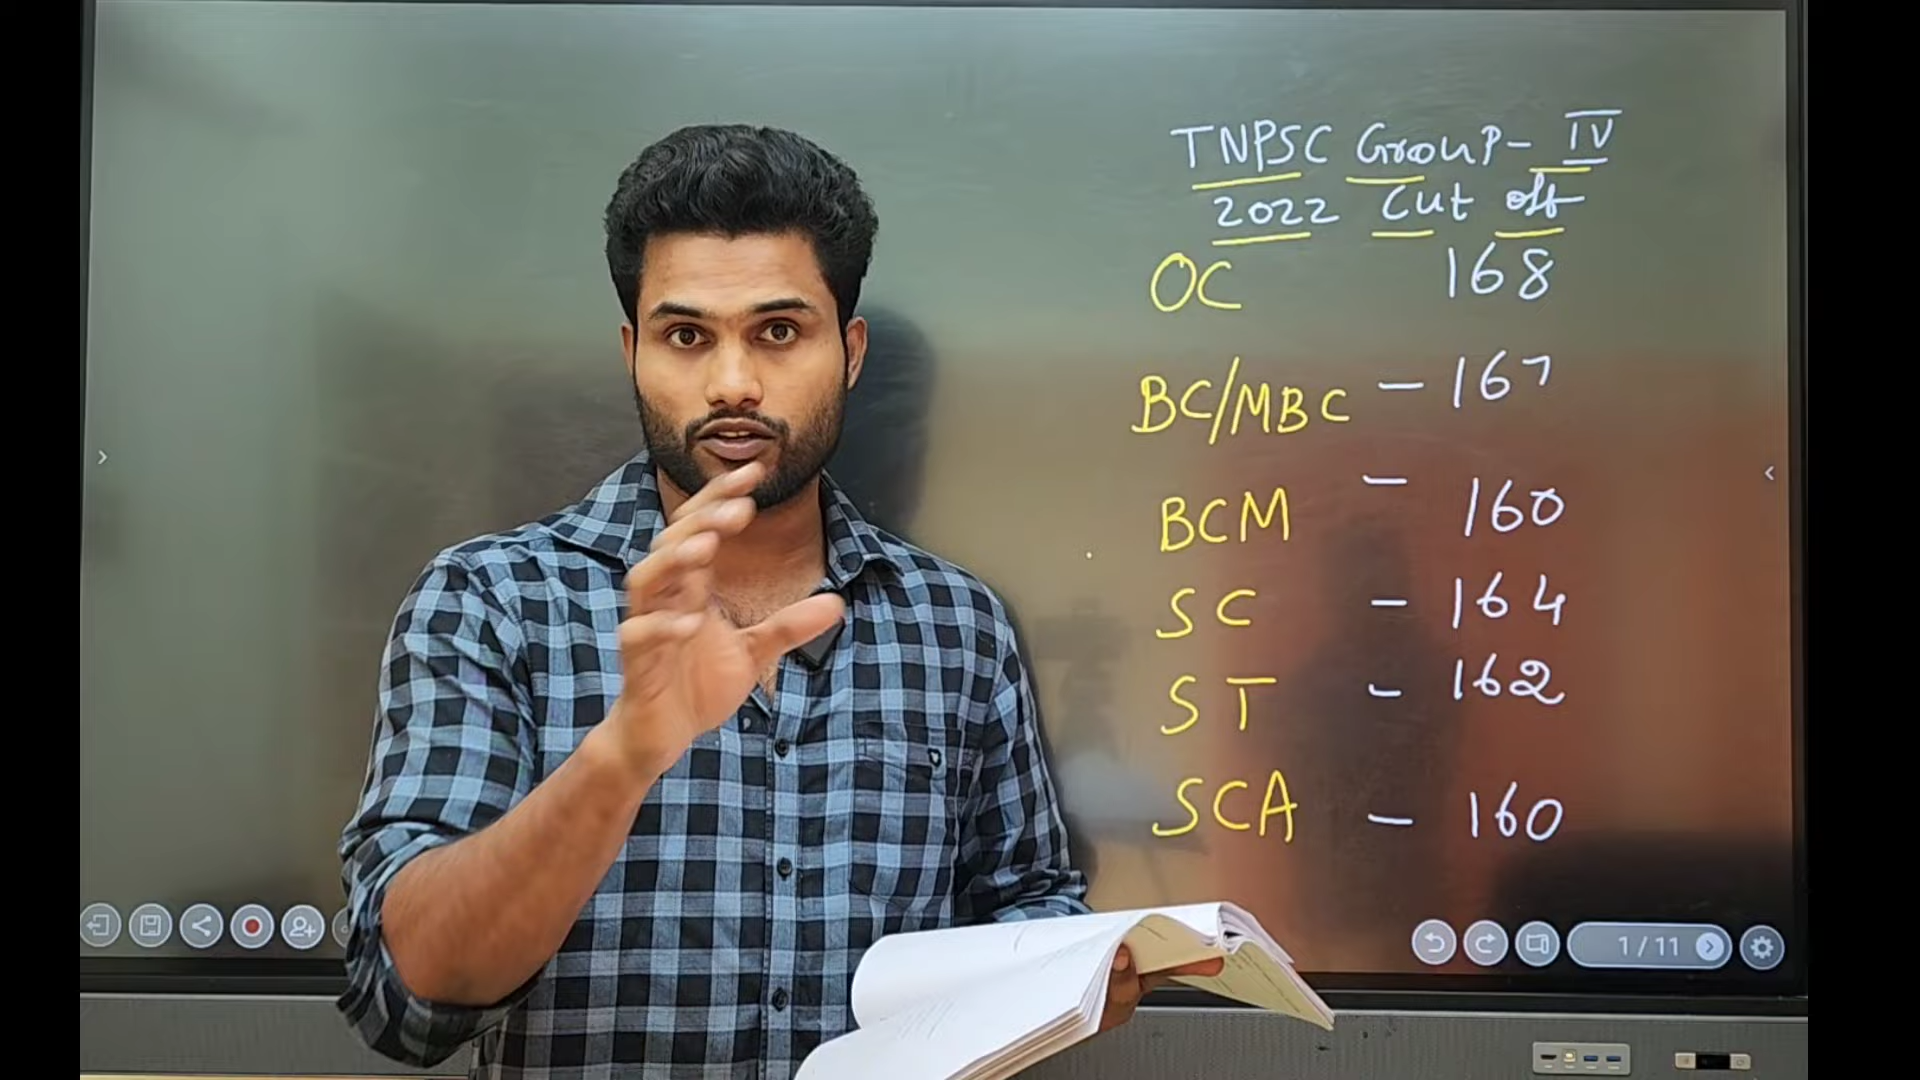 TNPSC Group- IV
2022 Cut off
OC 168
BC/MBC - 167
BCM - 160
SC - 164
ST - 162
SCA - 160
1/11